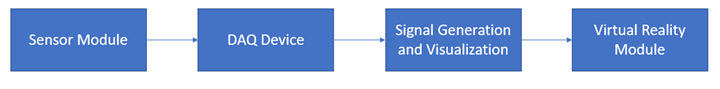 Sensor Module
DAQ Device
Signal Generation
and Visualization
Virtual Reality
Module